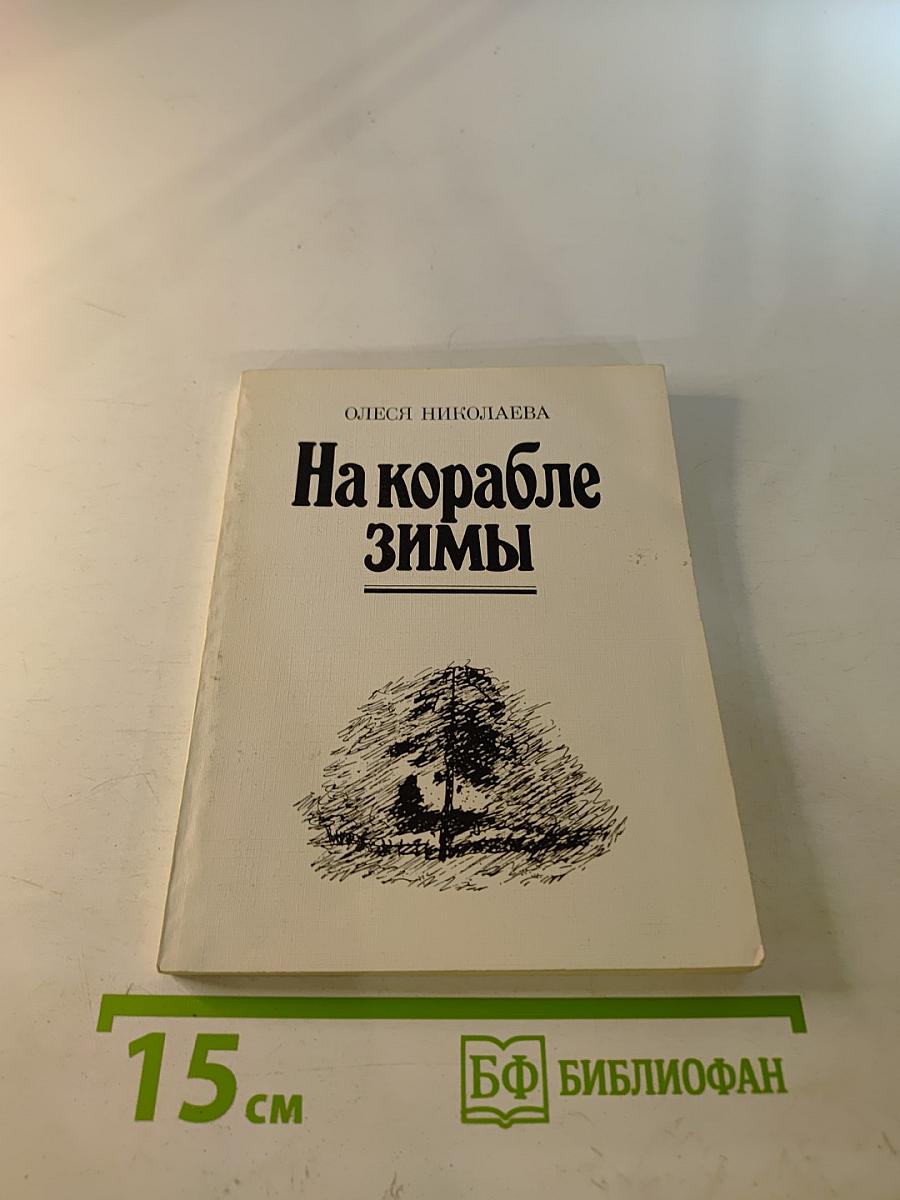 ОЛЕСЯ НИКОЛАЕВА
На корабле
зимы
15 см
БФ БИБЛИОФАН